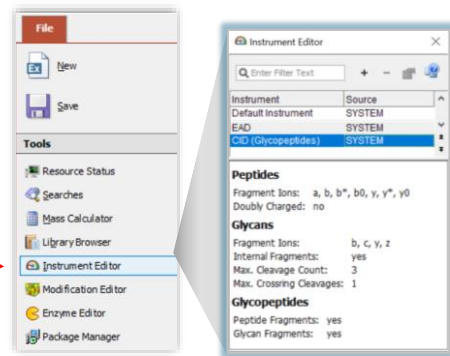 File
New
Save
Tools
Resource Status
Searches
Mass Calculator
Library Browser
Instrument Editor
Modification Editor
Enzyme Editor
Package Manager
Instrument Editor
Enter Filter Text
Instrument Source
Default Instrument SYSTEM
EAD SYSTEM
CID (Glycopeptides) SYSTEM
Peptides
Fragment Ions: a, b, b*, b0, y, y*, y0
Doubly Charged: no
Glycans
Fragment Ions: b, c, y, z
Internal Fragments: yes
Max. Cleavage Count: 3
Max. Crossring Cleavages: 1
Glycopeptides
Peptide Fragments: yes
Glycan Fragments: yes